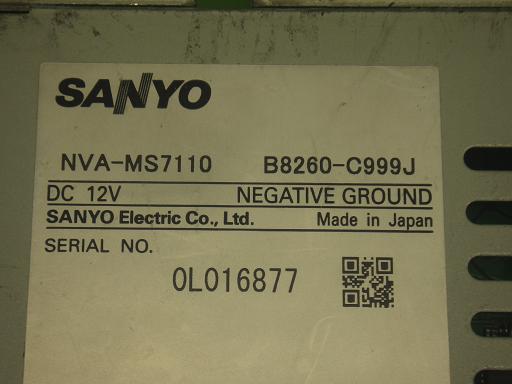 SANYO
NVA-MS7110 B8260-C999J
DC 12V NEGATIVE GROUND
SANYO Electric Co., Ltd. Made in Japan
SERIAL NO.
0L016877